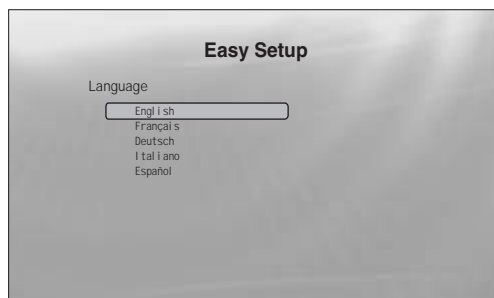 Easy Setup
Language
English
Français
Deutsch
Italiano
Español